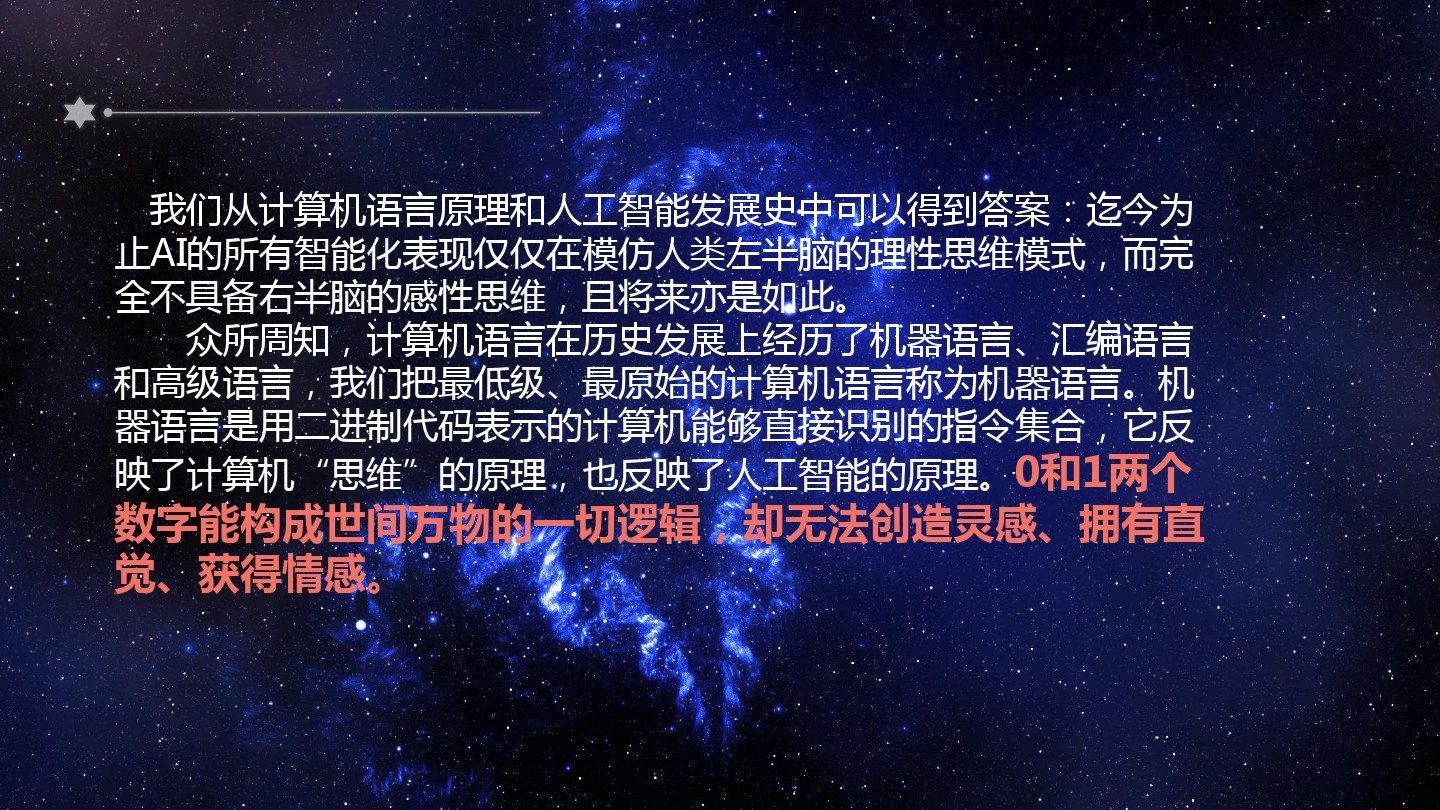 我们从计算机语言原理和人工智能发展史中可以得到答案：迄今为
止AI的所有智能化表现仅仅在模仿人类左半脑的理性思维模式，而完
全不具备右半脑的感性思维，且将来亦是如此。
众所周知，计算机语言在历史发展上经历了机器语言、汇编语言
和高级语言，我们把最低级、最原始的计算机语言称为机器语言。机
器语言是用二进制代码表示的计算机能够直接识别的指令集合，它反
映了计算机“思维”的原理，也反映了人工智能的原理。0和1两个
数字能构成世间万物的一切逻辑，却无法创造灵感、拥有直
觉、获得情感。